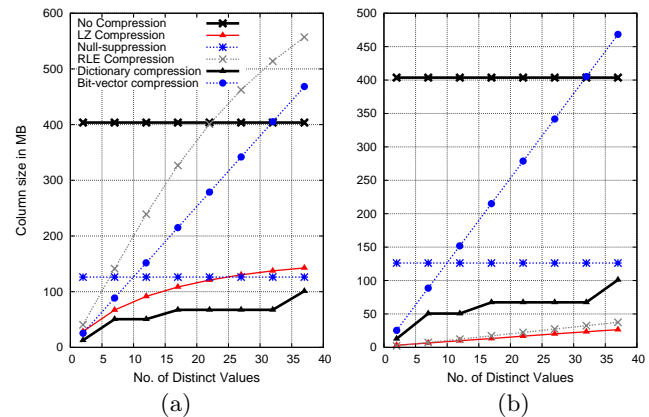 600
500
400
300
200
100
0
Column size in MB
No Compression
LZ Compression
Null-suppression
RLE Compression
Dictionary compression
Bit-vector compression
0 5 10 15 20 25 30 35 40
No. of Distinct Values
(a)
500
450
400
350
300
250
200
150
100
50
0
0 5 10 15 20 25 30 35 40
No. of Distinct Values
(b)